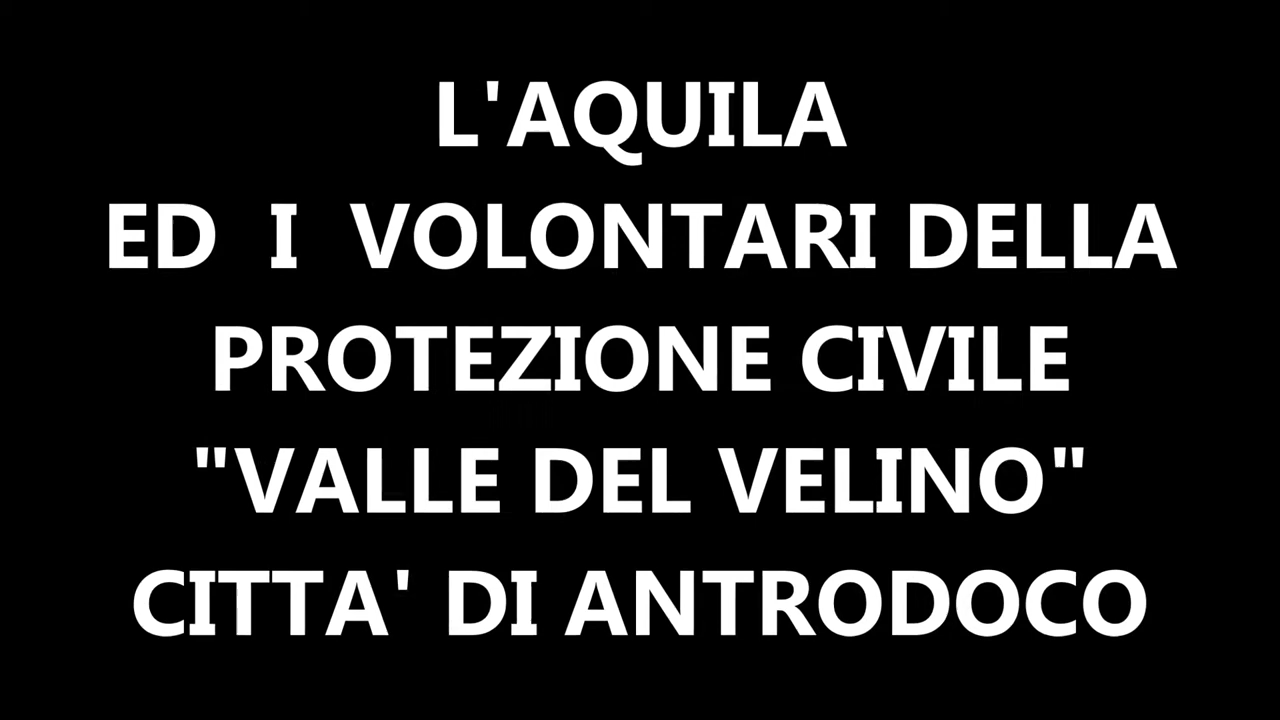 L'AQUILA
ED I VOLONTARI DELLA
PROTEZIONE CIVILE
"VALLE DEL VELINO"
CITTA' DI ANTRODOCO